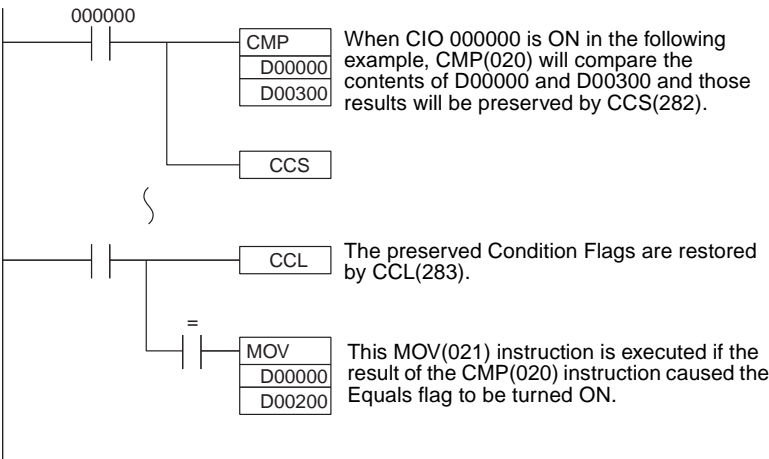 000000
CMP
D00000
D00300
When CIO 000000 is ON in the following
example, CMP(020) will compare the
contents of D00000 and D00300 and those
results will be preserved by CCS(282).
CCS
CCL
The preserved Condition Flags are restored
by CCL(283).
=
MOV
D00000
D00200
This MOV(021) instruction is executed if the
result of the CMP(020) instruction caused the
Equals flag to be turned ON.